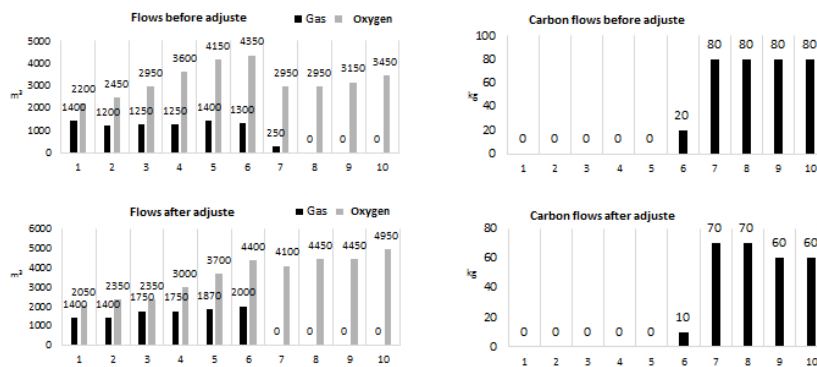 Flows before adjuste
Gas Oxygen
5000
4000
3000
2000
1000
0
m³
1400 2200 1200 2450 1250 2950 1250 3600 1400 4150 1300 4350 250 2950 0 2950 0 3150 0 3450
1 2 3 4 5 6 7 8 9 10
Carbon flows before adjuste
100
80
60
40
20
0
kg
0 0 0 0 0 20 80 80 80 80
1 2 3 4 5 6 7 8 9 10
Flows after adjuste
Gas Oxygen
6000
5000
4000
3000
2000
1000
0
m³
1400 2050 1400 2350 1750 2350 1750 3000 1870 3700 2000 4400 0 4100 0 4450 0 4450 0 4950
1 2 3 4 5 6 7 8 9 10
Carbon flows after adjuste
80
60
40
20
0
kg
0 0 0 0 0 10 70 70 60 60
1 2 3 4 5 6 7 8 9 10